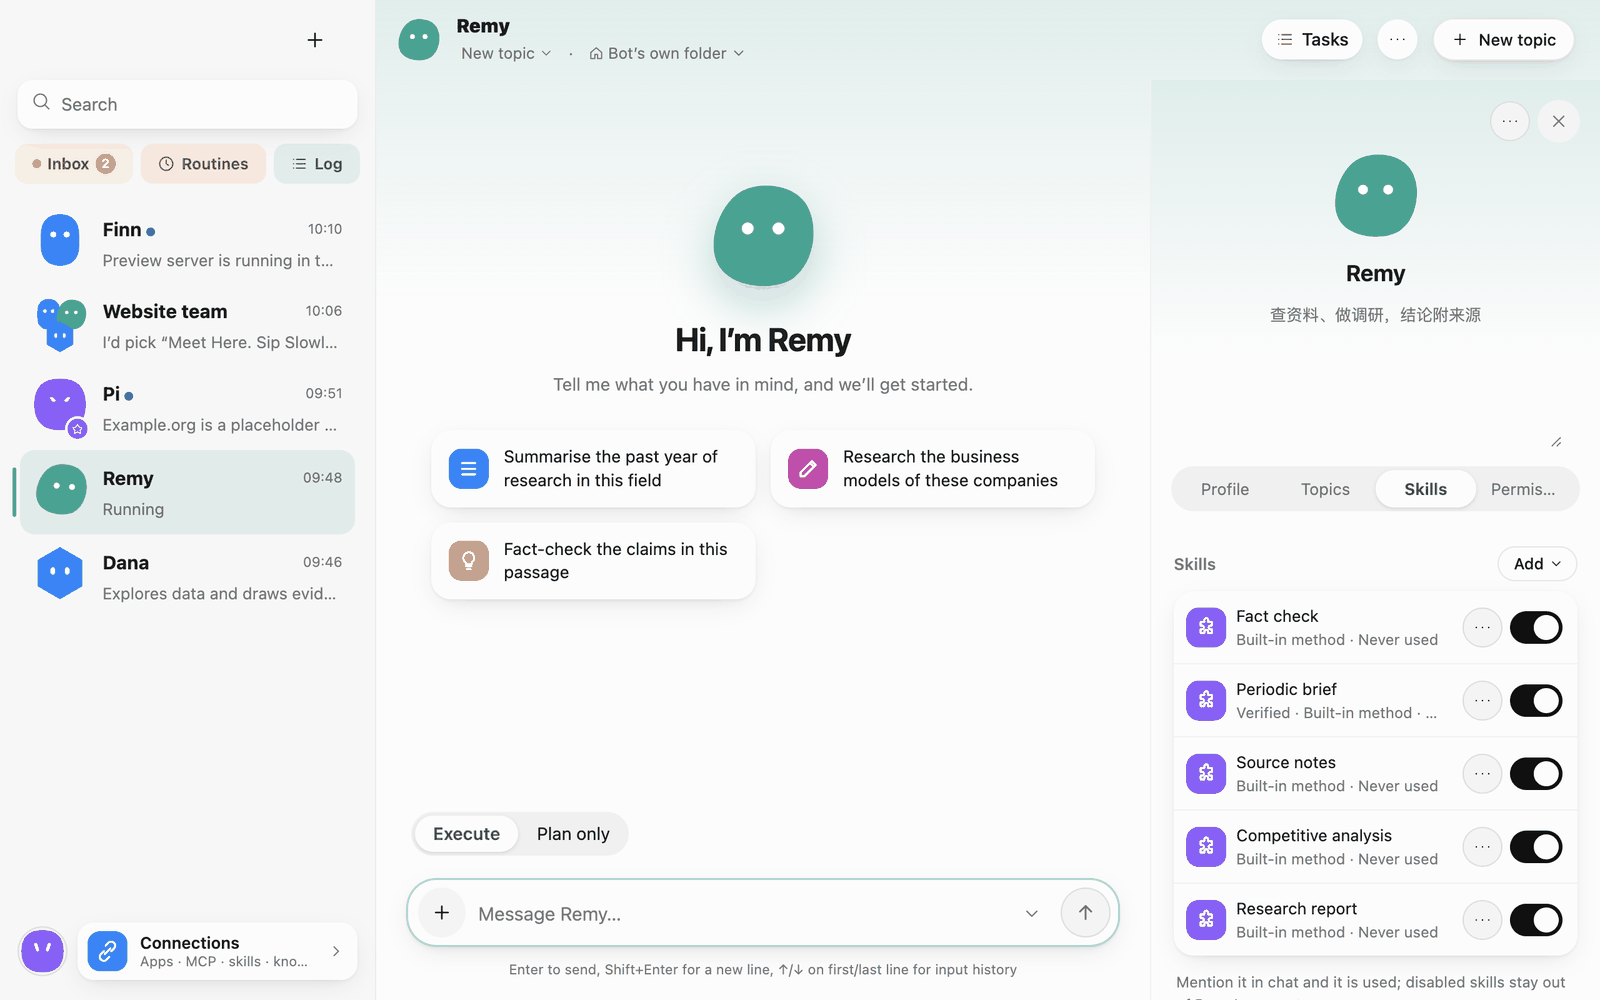 Search
Inbox 2
Routines
Log
Finn
10:10
Preview server is running in t...
Website team
10:06
I'd pick “Meet Here. Sip Slowl...
Pi
09:51
Example.org is a placeholder ...
Remy
09:48
Running
Dana
09:46
Explores data and draws evid...
Connections
Apps · MCP · skills · kno...
Remy
New topic · Bot's own folder
Tasks
New topic
Hi, I'm Remy
Tell me what you have in mind, and we'll get started.
Summarise the past year of
research in this field
Research the business
models of these companies
Fact-check the claims in this
passage
Execute
Plan only
Message Remy...
Enter to send, Shift+Enter for a new line, ↑/↓ on first/last line for input history
Remy
查资料、做调研，结论附来源
Profile
Topics
Skills
Permis...
Skills
Add
Fact check
Built-in method · Never used
Periodic brief
Verified · Built-in method · ...
Source notes
Built-in method · Never used
Competitive analysis
Built-in method · Never used
Research report
Built-in method · Never used
Mention it in chat and it is used; disabled skills stay out